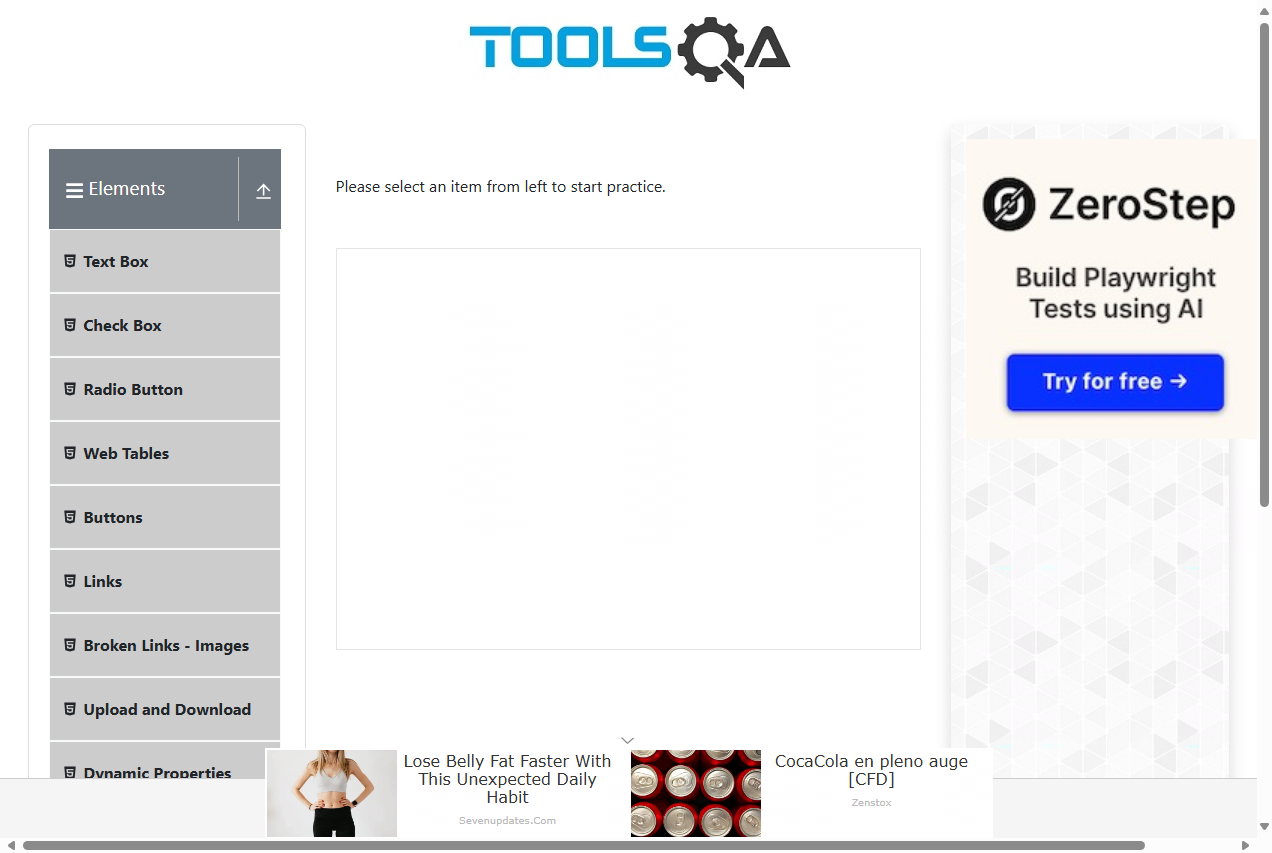 TOOLSQA
Elements
Text Box
Check Box
Radio Button
Web Tables
Buttons
Links
Broken Links - Images
Upload and Download
Dynamic Properties
Please select an item from left to start practice.
ZeroStep
Build Playwright
Tests using AI
Try for free →
Lose Belly Fat Faster With
This Unexpected Daily
Habit
Sevenupdates.Com
CocaCola en pleno auge
[CFD]
Zenstox